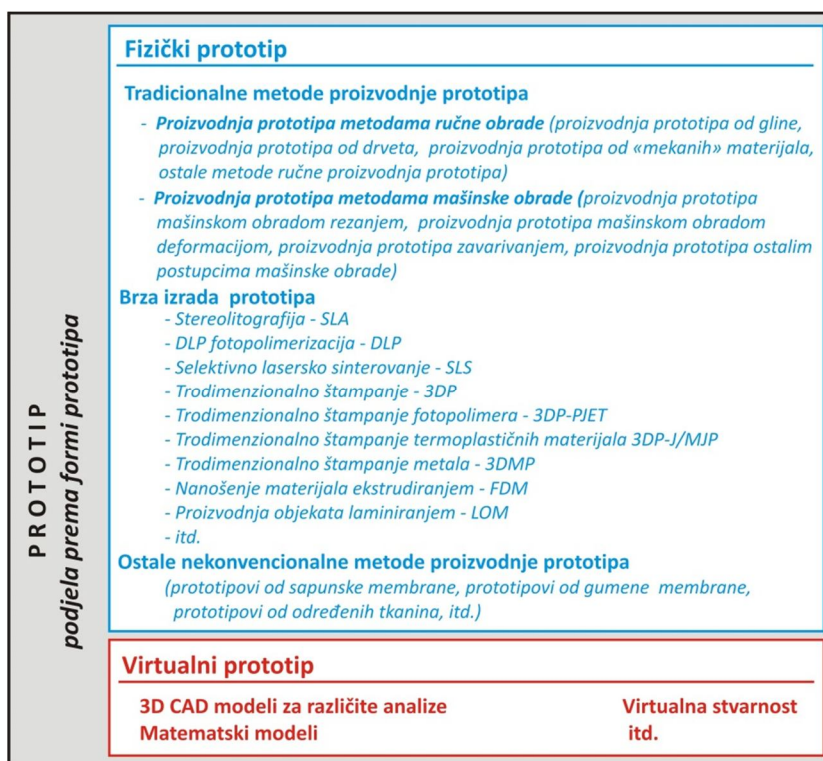 PROTOTIP
podjela prema formi prototipa
Fizički prototip
Tradicionalne metode proizvodnje prototipa
- Proizvodnja prototipa metodama ručne obrade (proizvodnja prototipa od gline,
proizvodnja prototipa od drveta, proizvodnja prototipa od «mekanih» materijala,
ostale metode ručne proizvodnja prototipa)
- Proizvodnja prototipa metodama mašinske obrade (proizvodnja prototipa
mašinskom obradom rezanjem, proizvodnja prototipa mašinskom obradom
deformacijom, proizvodnja prototipa zavarivanjem, proizvodnja prototipa ostalim
postupcima mašinske obrade)
Brza izrada prototipa
- Stereolitografija - SLA
- DLP fotopolimerizacija - DLP
- Selektivno lasersko sinterovanje - SLS
- Trodimenzionalno štampanje - 3DP
- Trodimenzionalno štampanje fotopolimera - 3DP-PJET
- Trodimenzionalno štampanje termoplastičnih materijala 3DP-J/MJP
- Trodimenzionalno štampanje metala - 3DMP
- Nanošenje materijala ekstrudiranjem - FDM
- Proizvodnja objekata laminiranjem - LOM
- itd.
Ostale nekonvencionalne metode proizvodnje prototipa
(prototipovi od sapunske membrane, prototipovi od gumene membrane,
prototipovi od određenih tkanina, itd.)
Virtualni prototip
3D CAD modeli za različite analize
Matematski modeli
Virtualna stvarnost
itd.